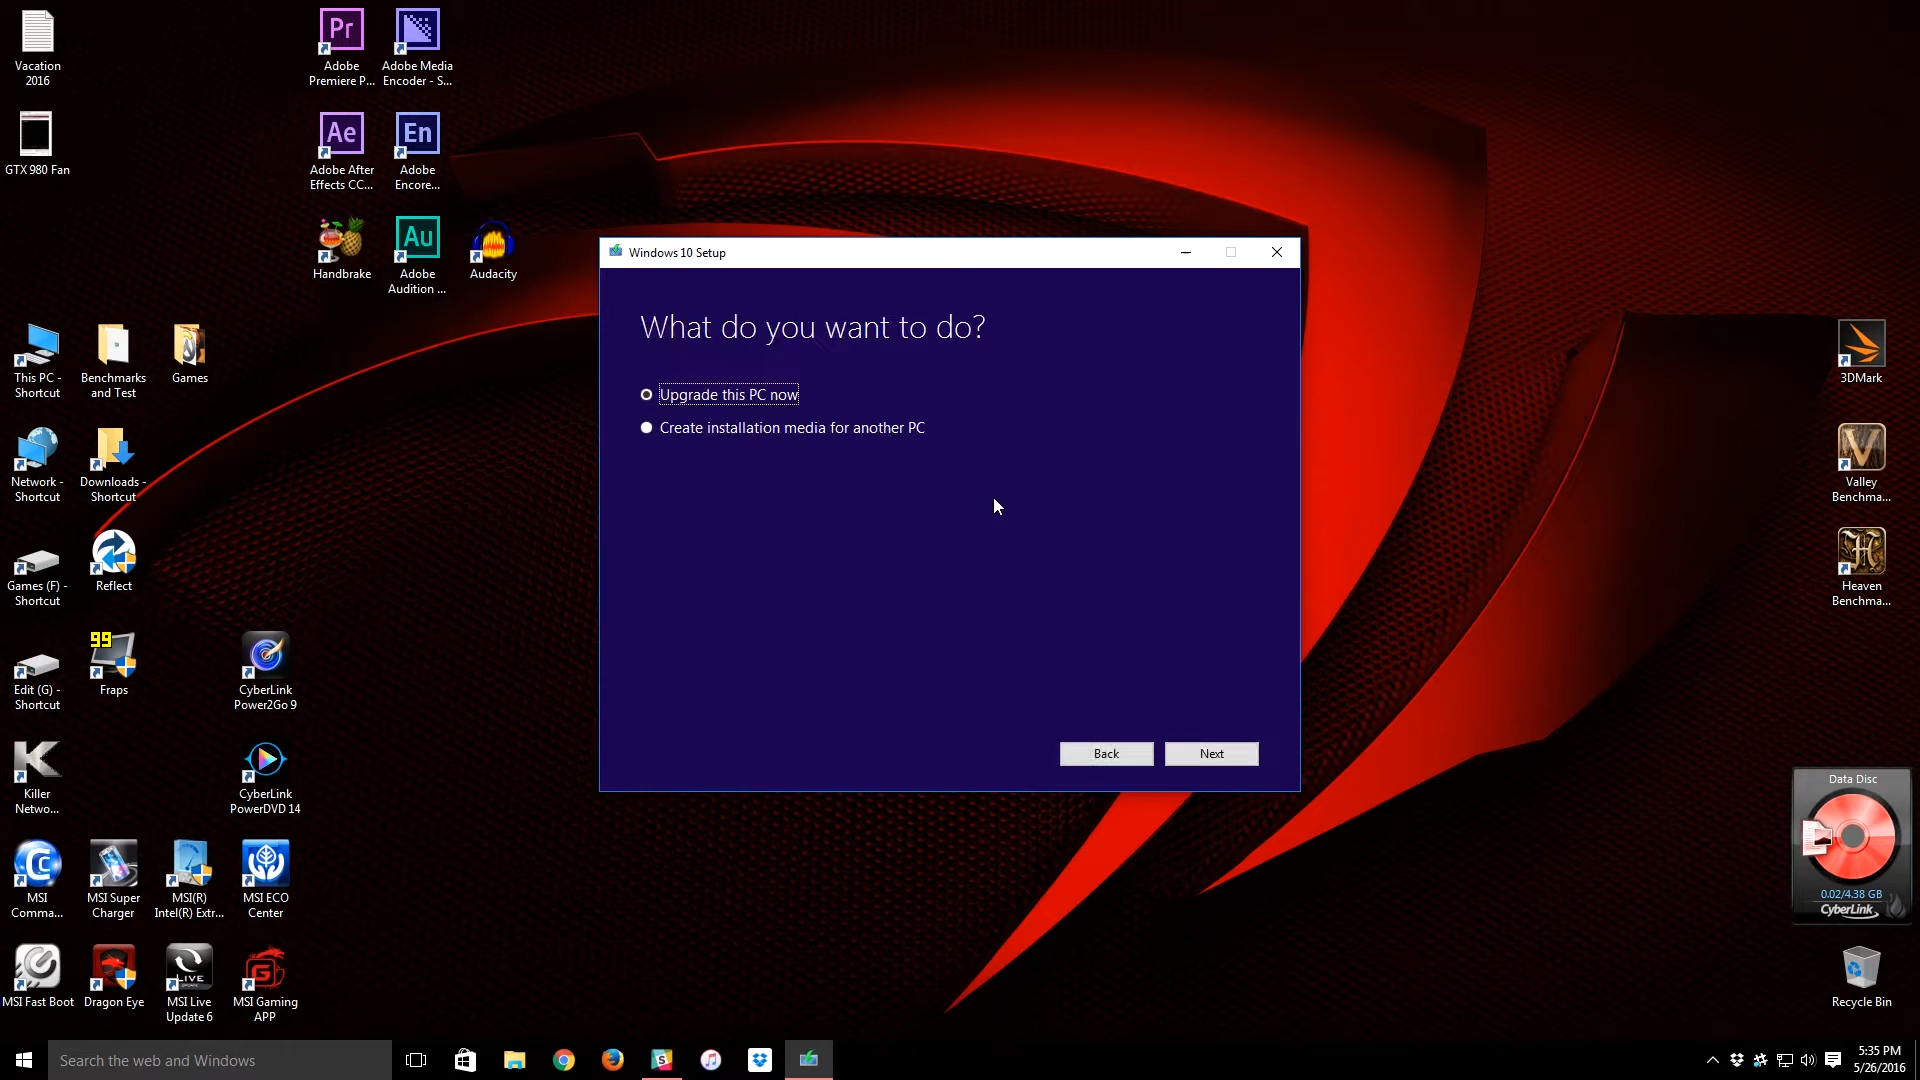 Vacation
2016
Pr
Adobe
Premiere P...
Adobe Media
Encoder - S...
GTX 980 Fan
Ae
Adobe After
Effects CC...
En
Adobe
Encore...
Handbrake
Au
Adobe
Audition ...
Audacity
Windows 10 Setup
What do you want to do?
Upgrade this PC now
Create installation media for another PC
Back
Next
This PC -
Shortcut
Benchmarks
and Test
Games
Network -
Shortcut
Downloads -
Shortcut
Games (F) -
Shortcut
Reflect
Edit (G) -
Shortcut
99
Fraps
CyberLink
Power2Go 9
K
Killer
Netwo...
CyberLink
PowerDVD 14
MSI
Comma...
MSI Super
Charger
MSI(R)
Intel(R) Extr...
MSI ECO
Center
MSI Fast Boot
Dragon Eye
LIVE
MSI Live
Update 6
G
MSI Gaming
APP
3DMark
V
Valley
Benchma...
H
Heaven
Benchma...
Data Disc
0.02/4.38 GB
CyberLink
Recycle Bin
Search the web and Windows
5:35 PM
5/26/2016